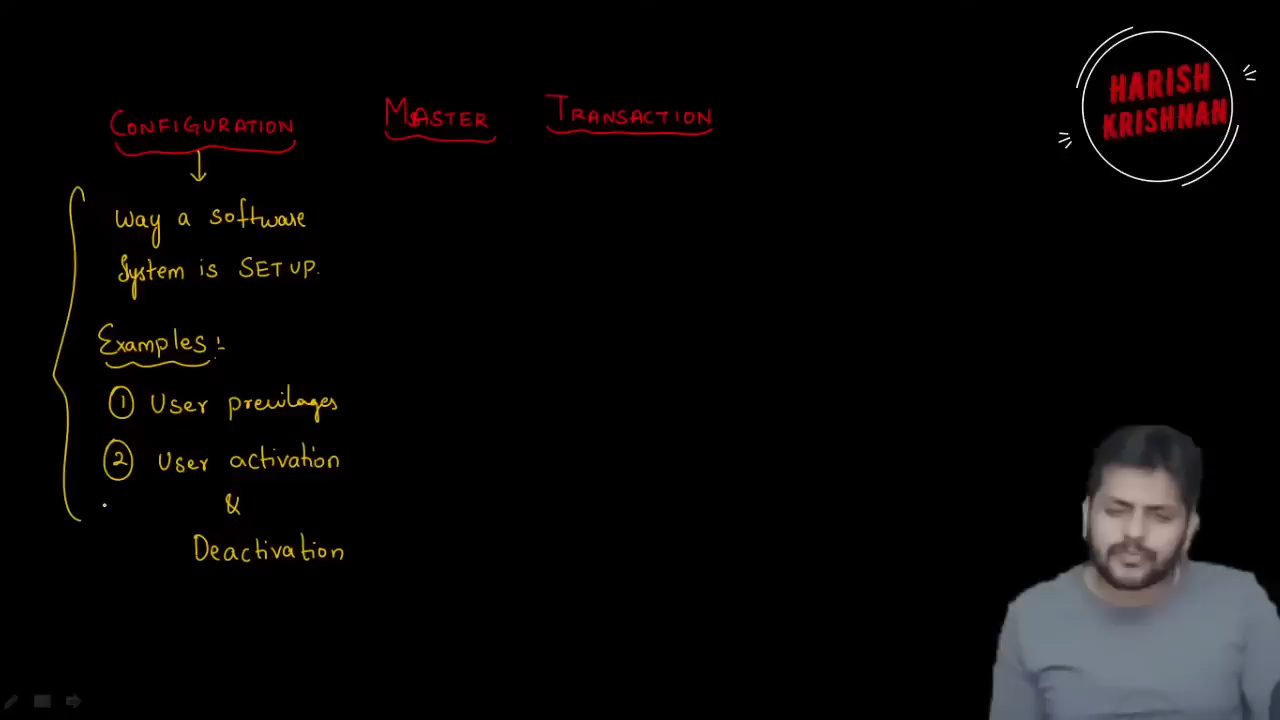 CONFIGURATION MASTER TRANSACTION
Way a software
System is SETUP.
Examples :-
① User previlages
② User activation
&
Deactivation
HARISH
KRISHNAN